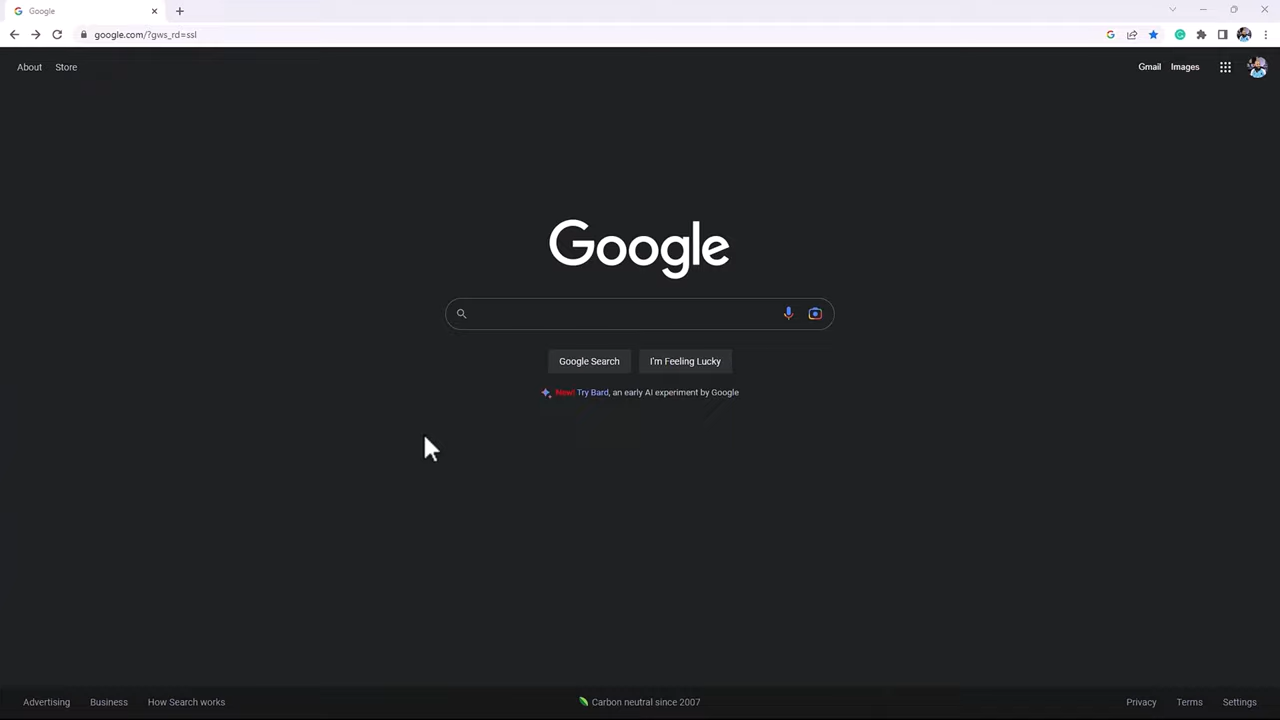 Google
google.com/?gws_rd=ssl
About Store
Gmail Images
Google
Google Search I'm Feeling Lucky
New! Try Bard, an early AI experiment by Google
Advertising Business How Search works
Carbon neutral since 2007
Privacy Terms Settings